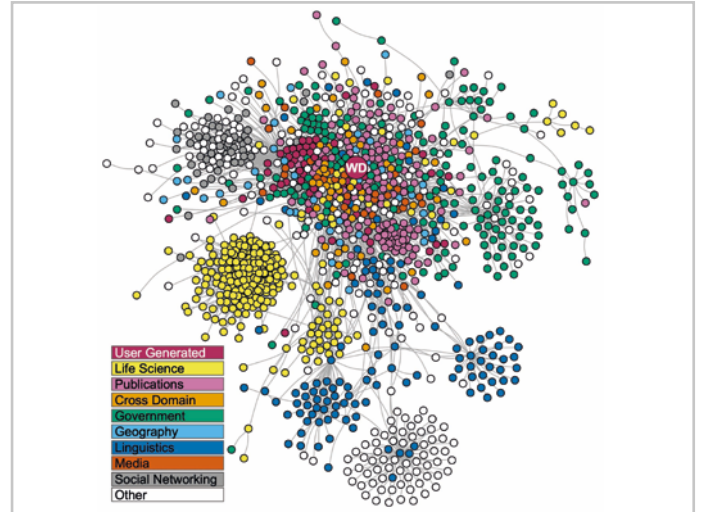 WD
User Generated
Life Science
Publications
Cross Domain
Government
Geography
Linguistics
Media
Social Networking
Other